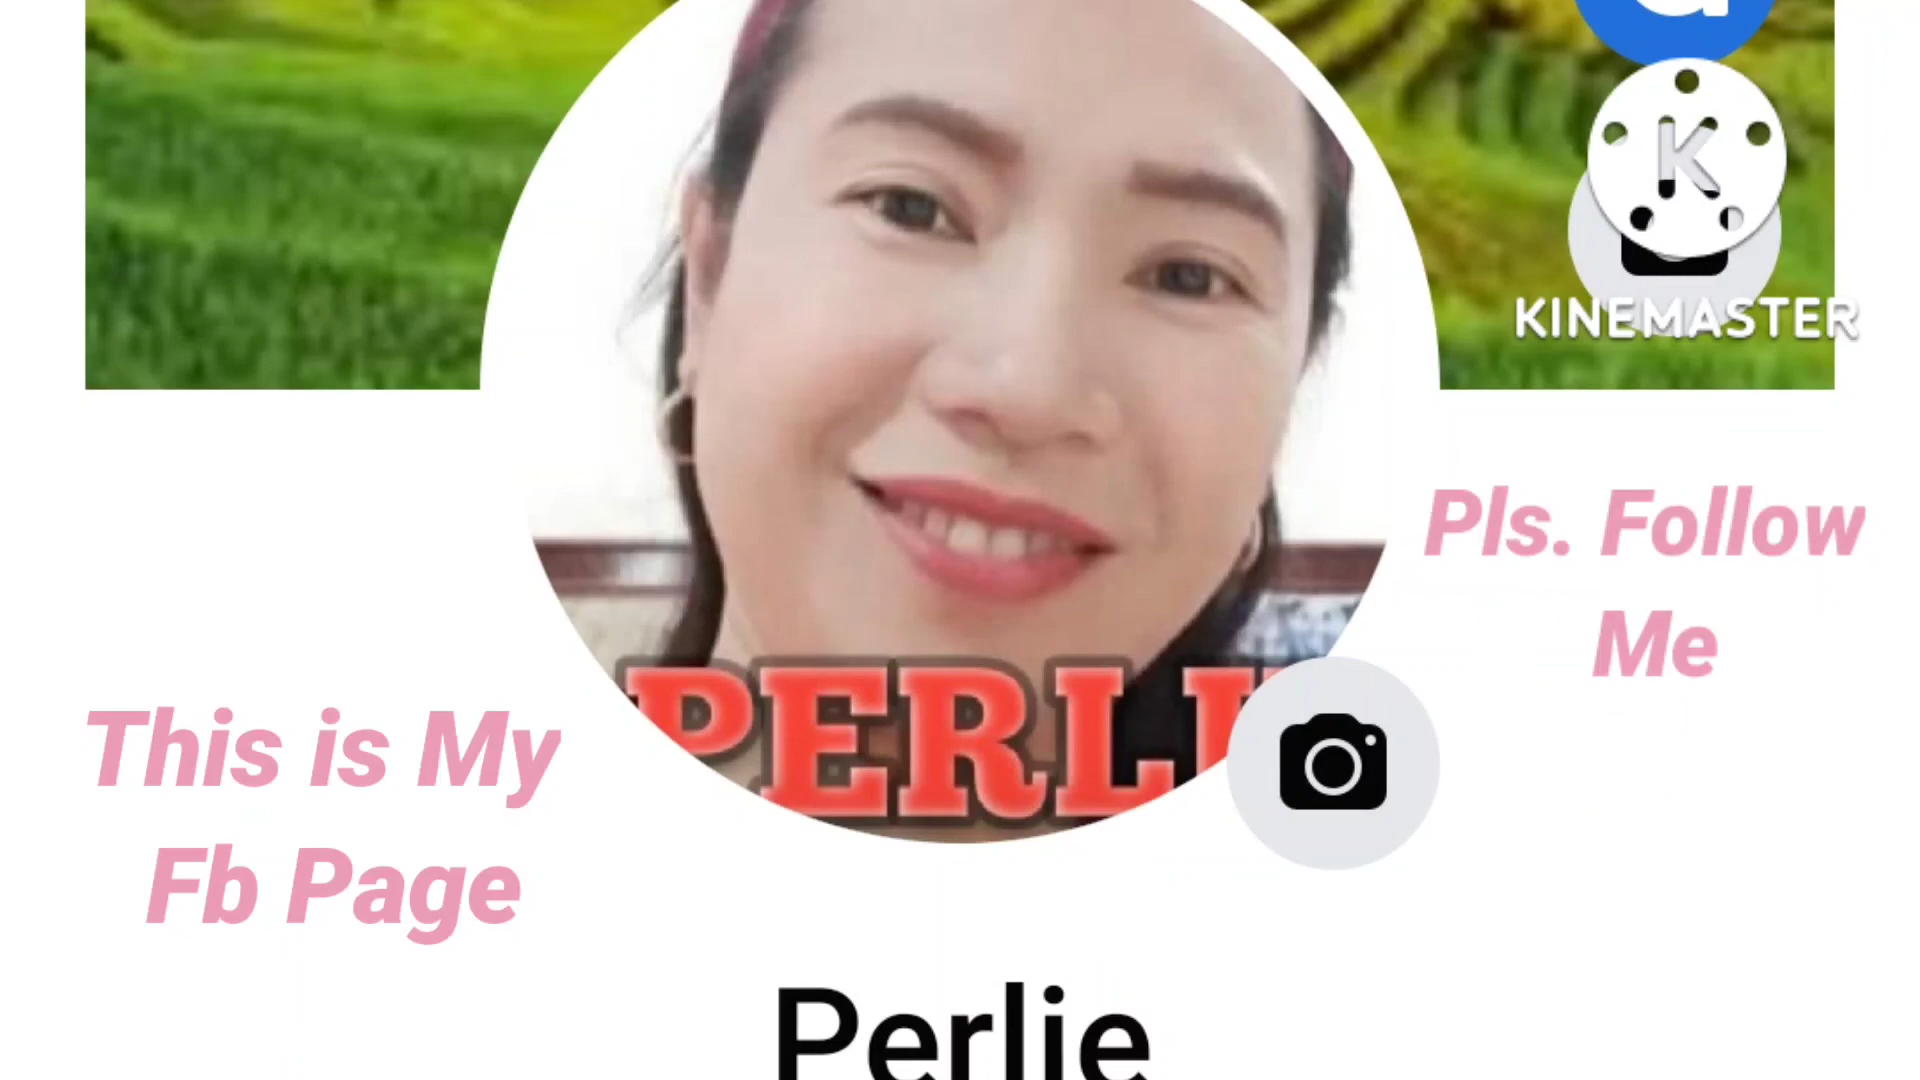 K
KINEMASTER
Pls. Follow
Me
PERLI
This is My
Fb Page
Perlie